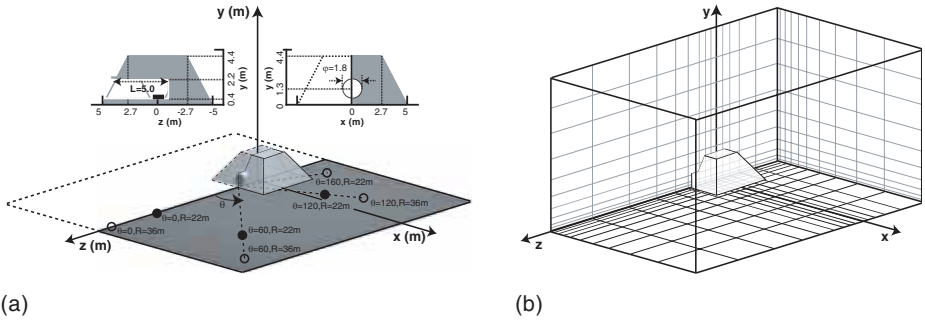 y (m)
4.4
2.2
0.4
y (m)
L=5.0
5 2.7 0 -2.7 -5
z (m)
4.4
1.3
0
y (m)
φ=1.8
0 2.7 5
x (m)
θ=160,R=22m
θ=120,R=22m
θ=120,R=36m
θ
θ=0,R=22m
θ=0,R=36m
θ=60,R=22m
θ=60,R=36m
z (m)
x (m)
(a)
y
z
x
(b)